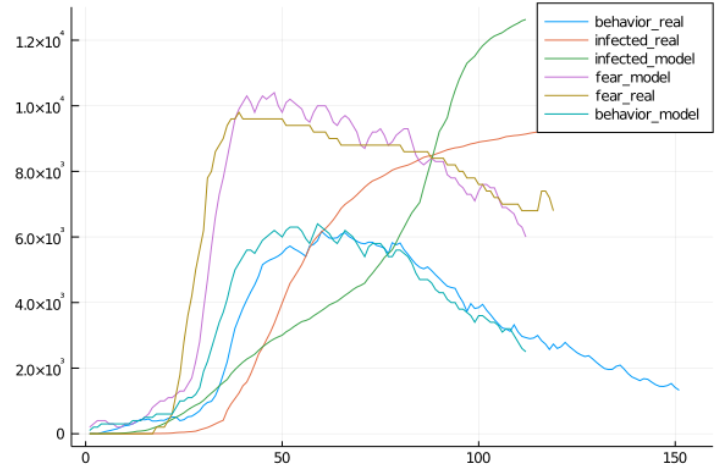 behavior_real
infected_real
infected_model
fear_model
fear_real
behavior_model
1.2×10⁴
1.0×10⁴
8.0×10³
6.0×10³
4.0×10³
2.0×10³
0
0 50 100 150